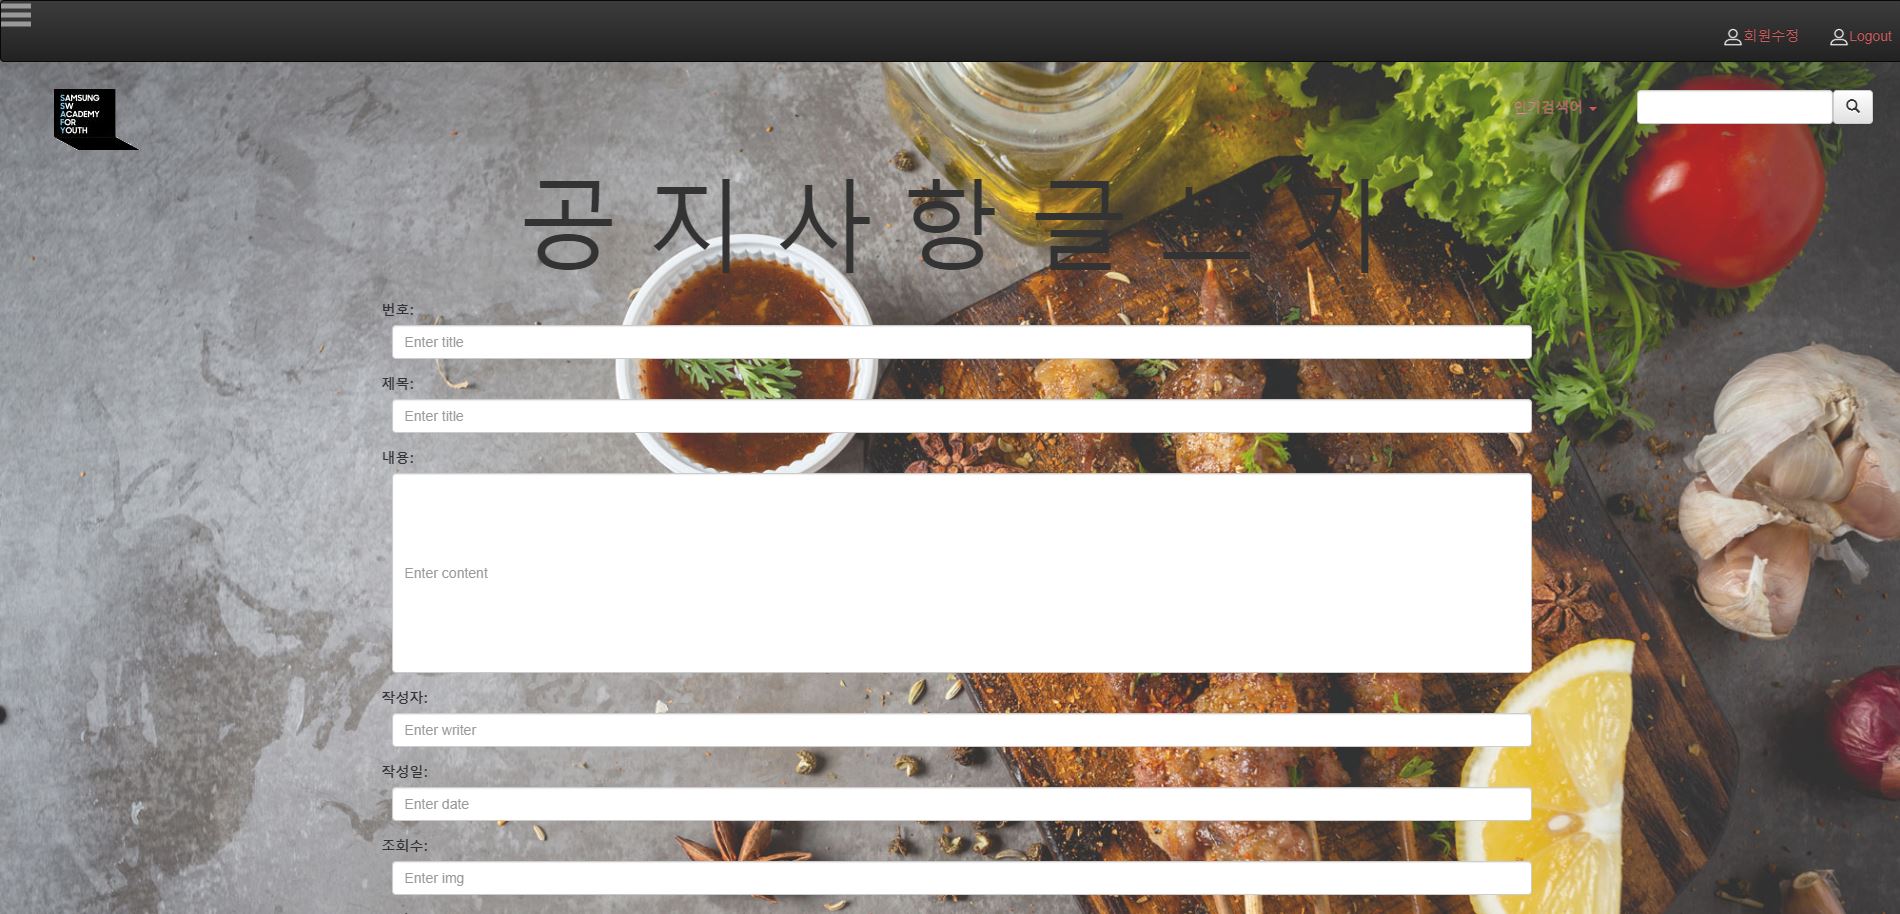 회원수정
Logout
SAMSUNG
SW
ACADEMY
FOR
YOUTH
인기검색어
공지사항글쓰기
번호:
Enter title
제목:
Enter title
내용:
Enter content
작성자:
Enter writer
작성일:
Enter date
조회수:
Enter img